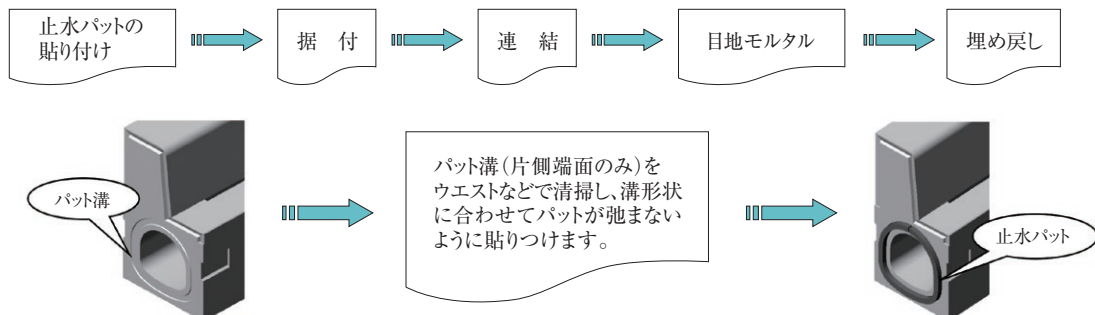 止水パットの
貼り付け
据　付
連　結
目地モルタル
埋め戻し
パット溝
パット溝(片側端面のみ)を
ウエストなどで清掃し、溝形状
に合わせてパットが弛まない
ように貼りつけます。
止水パット